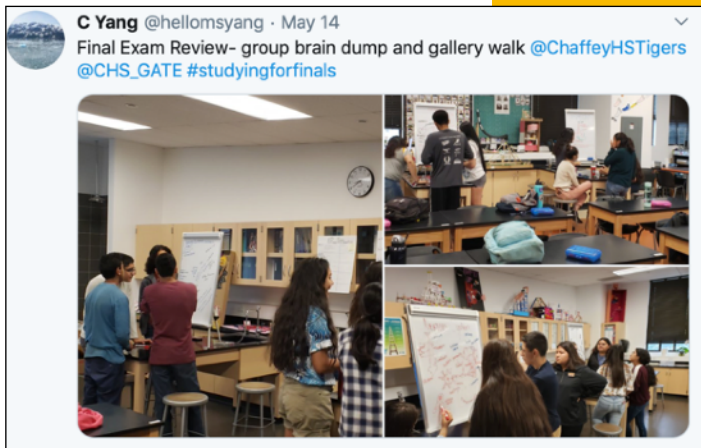 C Yang @hellomsyang · May 14
Final Exam Review- group brain dump and gallery walk @ChaffeyHSTigers
@CHS_GATE #studyingforfinals